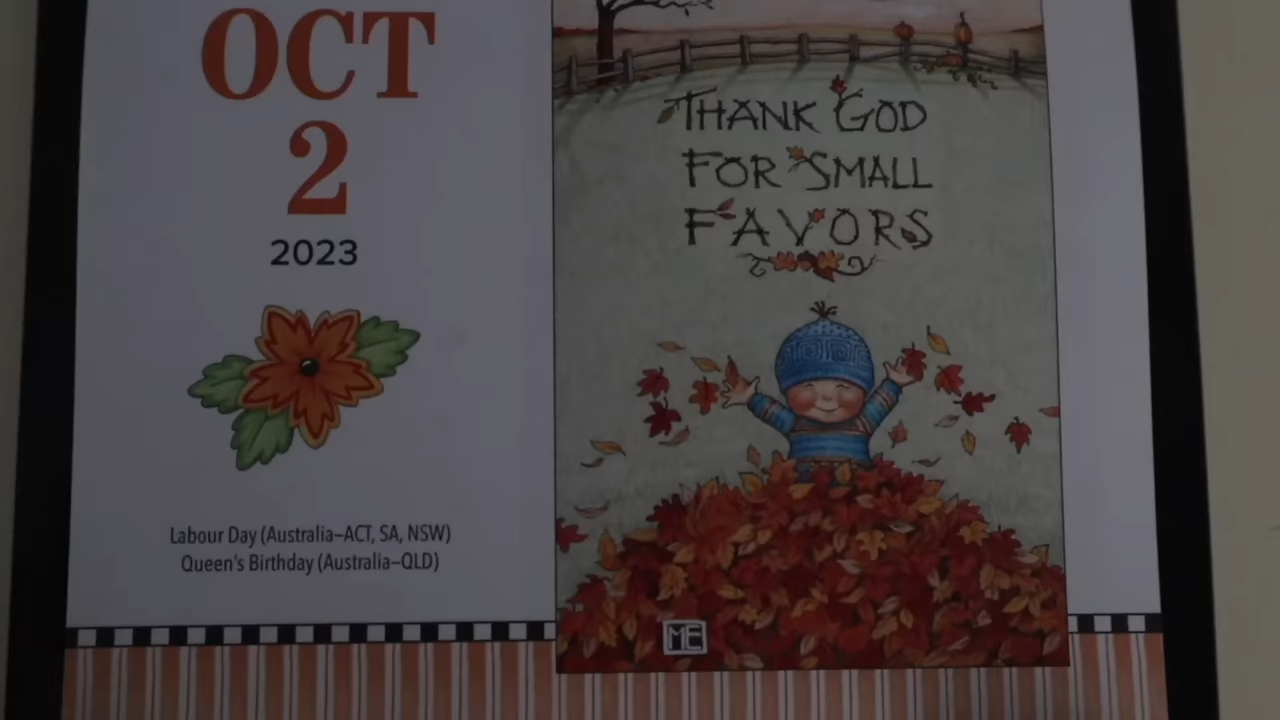 OCT
2
2023
Labour Day (Australia–ACT, SA, NSW)
Queen's Birthday (Australia–QLD)
THANK GOD
FOR SMALL
FAVORS
ME